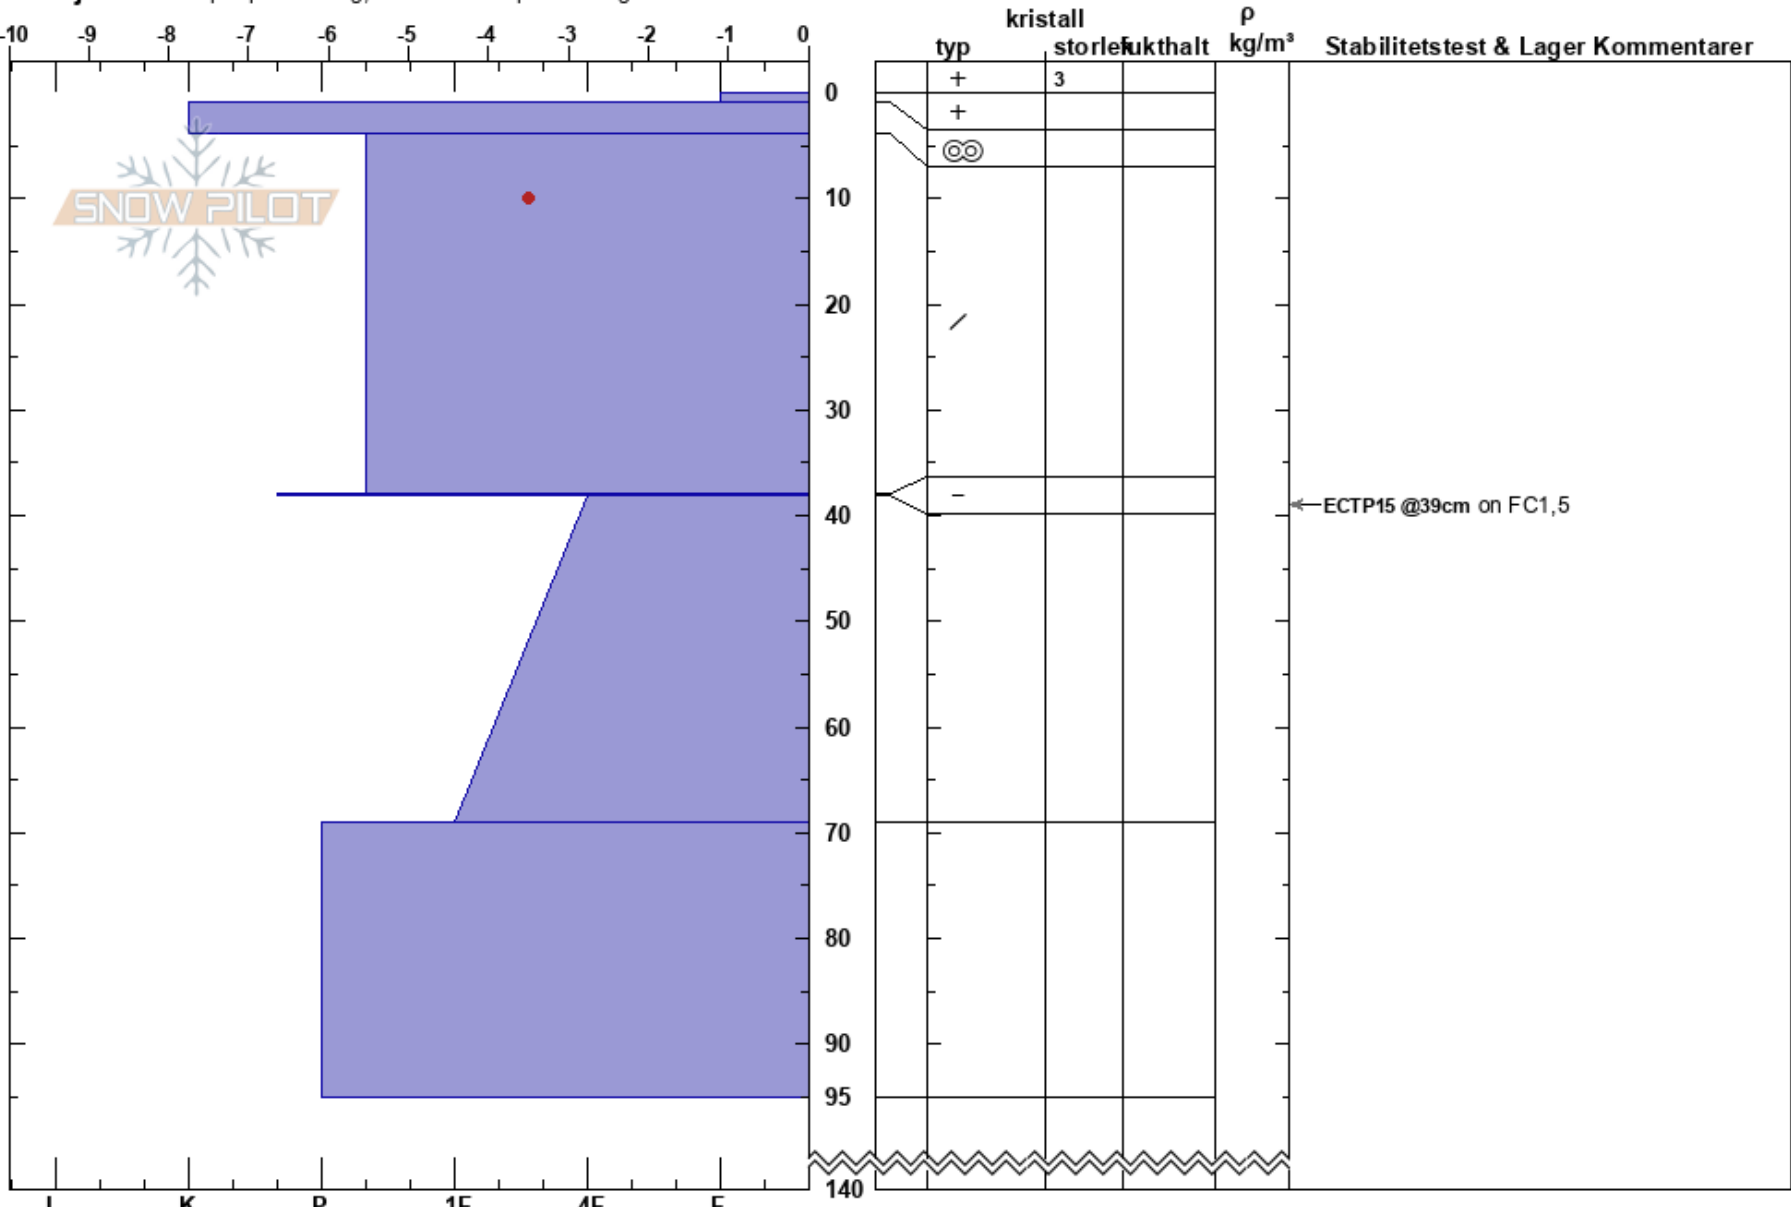 kristall ρ
-10 -9 -8 -7 -6 -5 -4 -3 -2 -1 0 typ storlek fukthalt kg/m³ Stabilitetstest & Lager Kommentarer
+ 3
0
+
10
SNOW PILOT
20
30
40
ECTP15 @39cm on FC1,5
50
60
70
80
90
95
140
I K P 1F 4F F